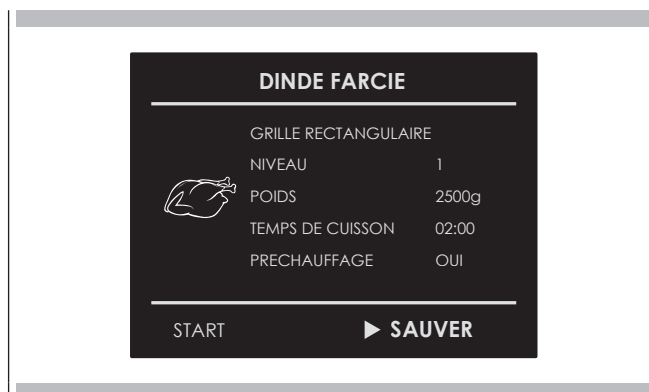 DINDE FARCIE
GRILLE RECTANGULAIRE
NIVEAU 1
POIDS 2500g
TEMPS DE CUISSON 02:00
PRECHAUFFAGE OUI
START ▶ SAUVER